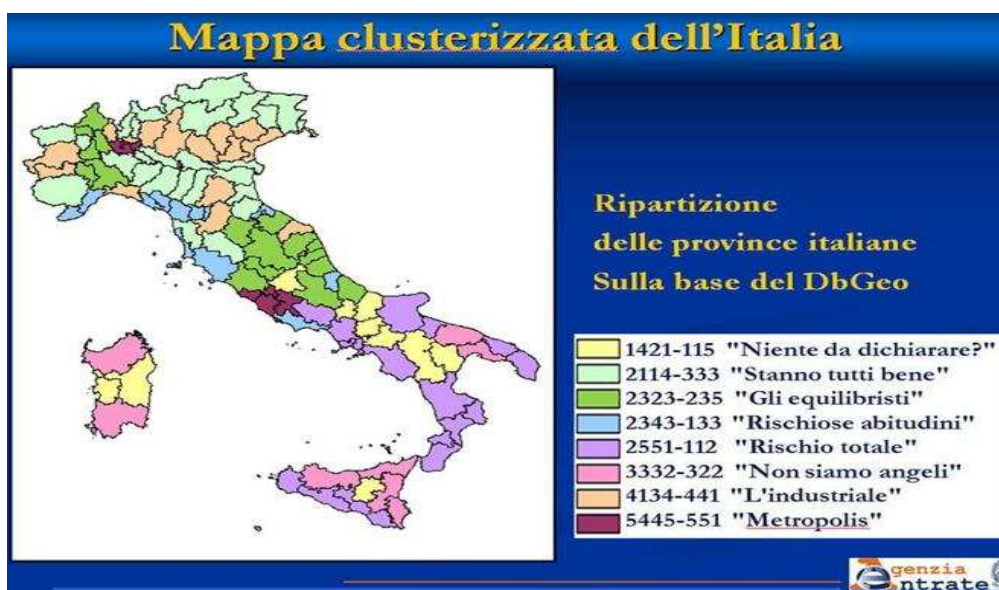 Mappa clusterizzata dell'Italia
Ripartizione
delle province italiane
Sulla base del DbGeo
1421-115 "Niente da dichiarare?"
2114-333 "Stanno tutti bene"
2323-235 "Gli equilibristi"
2343-133 "Rischiose abitudini"
2551-112 "Rischio totale"
3332-322 "Non siamo angeli"
4134-441 "L'industriale"
5445-551 "Metropolis"
genzia
ntrate